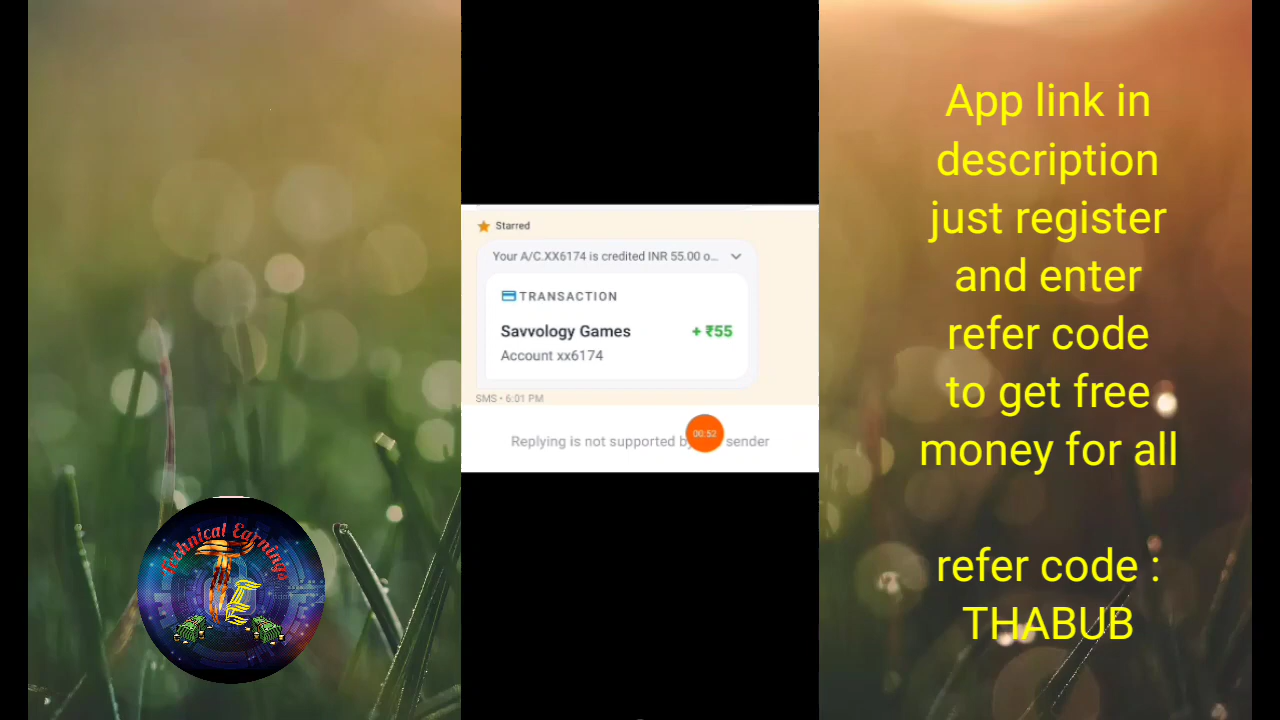 Starred
Your A/C.XX6174 is credited INR 55.00 o...
TRANSACTION
Savvology Games + ₹55
Account xx6174
SMS • 6:01 PM
00:52
Replying is not supported b sender
Technical Earnings
TE
App link in
description
just register
and enter
refer code
to get free
money for all
refer code :
THABUB